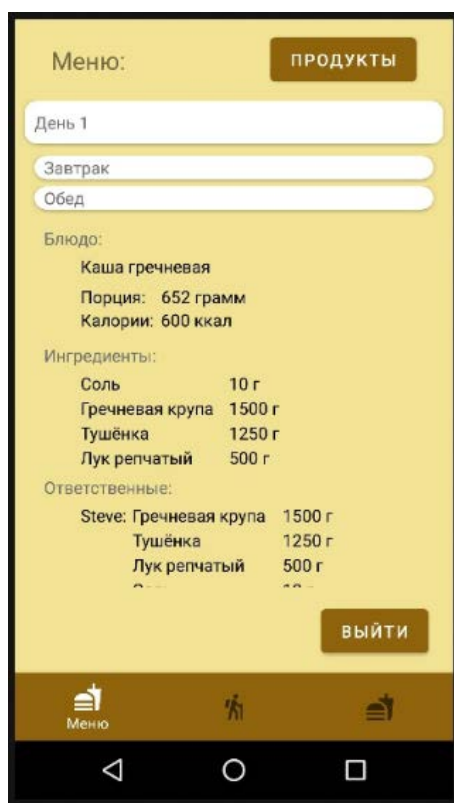 Меню:
ПРОДУКТЫ
День 1
Завтрак
Обед
Блюдо:
Каша гречневая
Порция: 652 грамм
Калории: 600 ккал
Ингредиенты:
Соль 10 г
Гречневая крупа 1500 г
Тушёнка 1250 г
Лук репчатый 500 г
Ответственные:
Steve: Гречневая крупа 1500 г
Тушёнка 1250 г
Лук репчатый 500 г
ВЫЙТИ
Меню